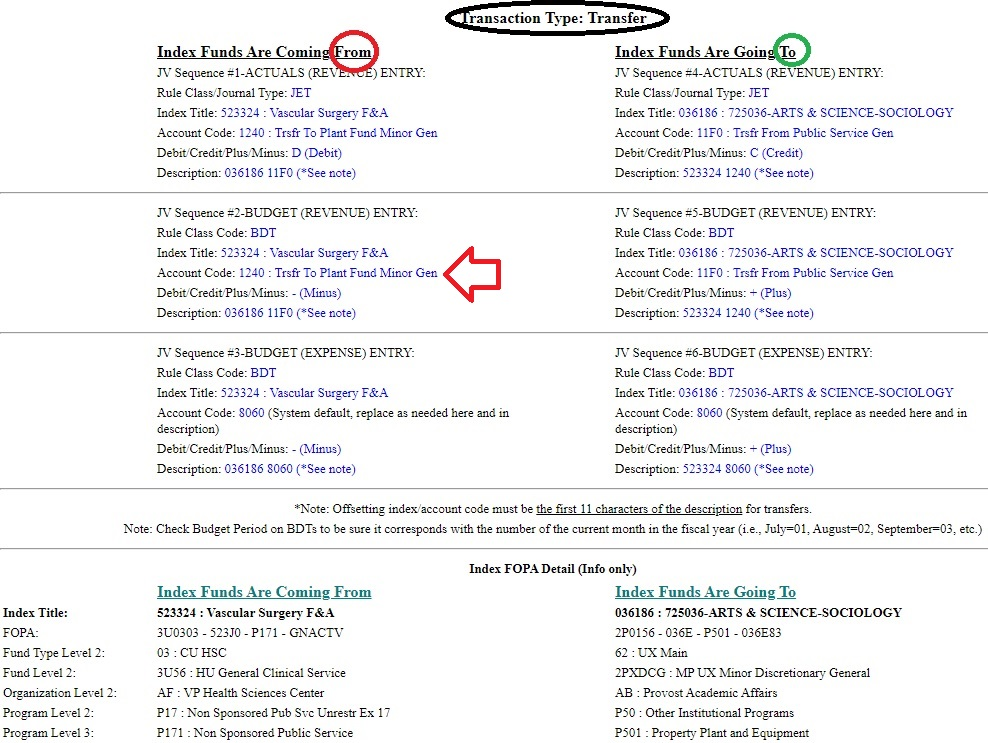 Transaction Type: Transfer
Index Funds Are Coming From
JV Sequence #1-ACTUALS (REVENUE) ENTRY:
Rule Class/Journal Type: JET
Index Title: 523324 : Vascular Surgery F&A
Account Code: 1240 : Trsfr To Plant Fund Minor Gen
Debit/Credit/Plus/Minus: D (Debit)
Description: 036186 11F0 (*See note)
Index Funds Are Going To
JV Sequence #4-ACTUALS (REVENUE) ENTRY:
Rule Class/Journal Type: JET
Index Title: 036186 : 725036-ARTS & SCIENCE-SOCIOLOGY
Account Code: 11F0 : Trsfr From Public Service Gen
Debit/Credit/Plus/Minus: C (Credit)
Description: 523324 1240 (*See note)
JV Sequence #2-BUDGET (REVENUE) ENTRY:
Rule Class Code: BDT
Index Title: 523324 : Vascular Surgery F&A
Account Code: 1240 : Trsfr To Plant Fund Minor Gen
Debit/Credit/Plus/Minus: - (Minus)
Description: 036186 11F0 (*See note)
JV Sequence #5-BUDGET (REVENUE) ENTRY:
Rule Class Code: BDT
Index Title: 036186 : 725036-ARTS & SCIENCE-SOCIOLOGY
Account Code: 11F0 : Trsfr From Public Service Gen
Debit/Credit/Plus/Minus: + (Plus)
Description: 523324 1240 (*See note)
JV Sequence #3-BUDGET (EXPENSE) ENTRY:
Rule Class Code: BDT
Index Title: 523324 : Vascular Surgery F&A
Account Code: 8060 (System default, replace as needed here and in
description)
Debit/Credit/Plus/Minus: - (Minus)
Description: 036186 8060 (*See note)
JV Sequence #6-BUDGET (EXPENSE) ENTRY:
Rule Class Code: BDT
Index Title: 036186 : 725036-ARTS & SCIENCE-SOCIOLOGY
Account Code: 8060 (System default, replace as needed here and in
description)
Debit/Credit/Plus/Minus: + (Plus)
Description: 523324 8060 (*See note)
*Note: Offsetting index/account code must be the first 11 characters of the description for transfers.
Note: Check Budget Period on BDTs to be sure it corresponds with the number of the current month in the fiscal year (i.e., July=01, August=02, September=03, etc.)
Index FOPA Detail (Info only)
Index Funds Are Coming From Index Funds Are Going To
Index Title: 523324 : Vascular Surgery F&A 036186 : 725036-ARTS & SCIENCE-SOCIOLOGY
FOPA: 3U0303 - 523J0 - P171 - GNACTV 2P0156 - 036E - P501 - 036E83
Fund Type Level 2: 03 : CU HSC 62 : UX Main
Fund Level 2: 3U56 : HU General Clinical Service 2PXDCG : MP UX Minor Discretionary General
Organization Level 2: AF : VP Health Sciences Center AB : Provost Academic Affairs
Program Level 2: P17 : Non Sponsored Pub Svc Unrestr Ex 17 P50 : Other Institutional Programs
Program Level 3: P171 : Non Sponsored Public Service P501 : Property Plant and Equipment